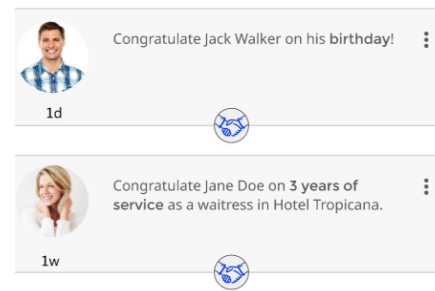 Congratulate Jack Walker on his birthday!
1d
Congratulate Jane Doe on 3 years of
service as a waitress in Hotel Tropicana.
1w